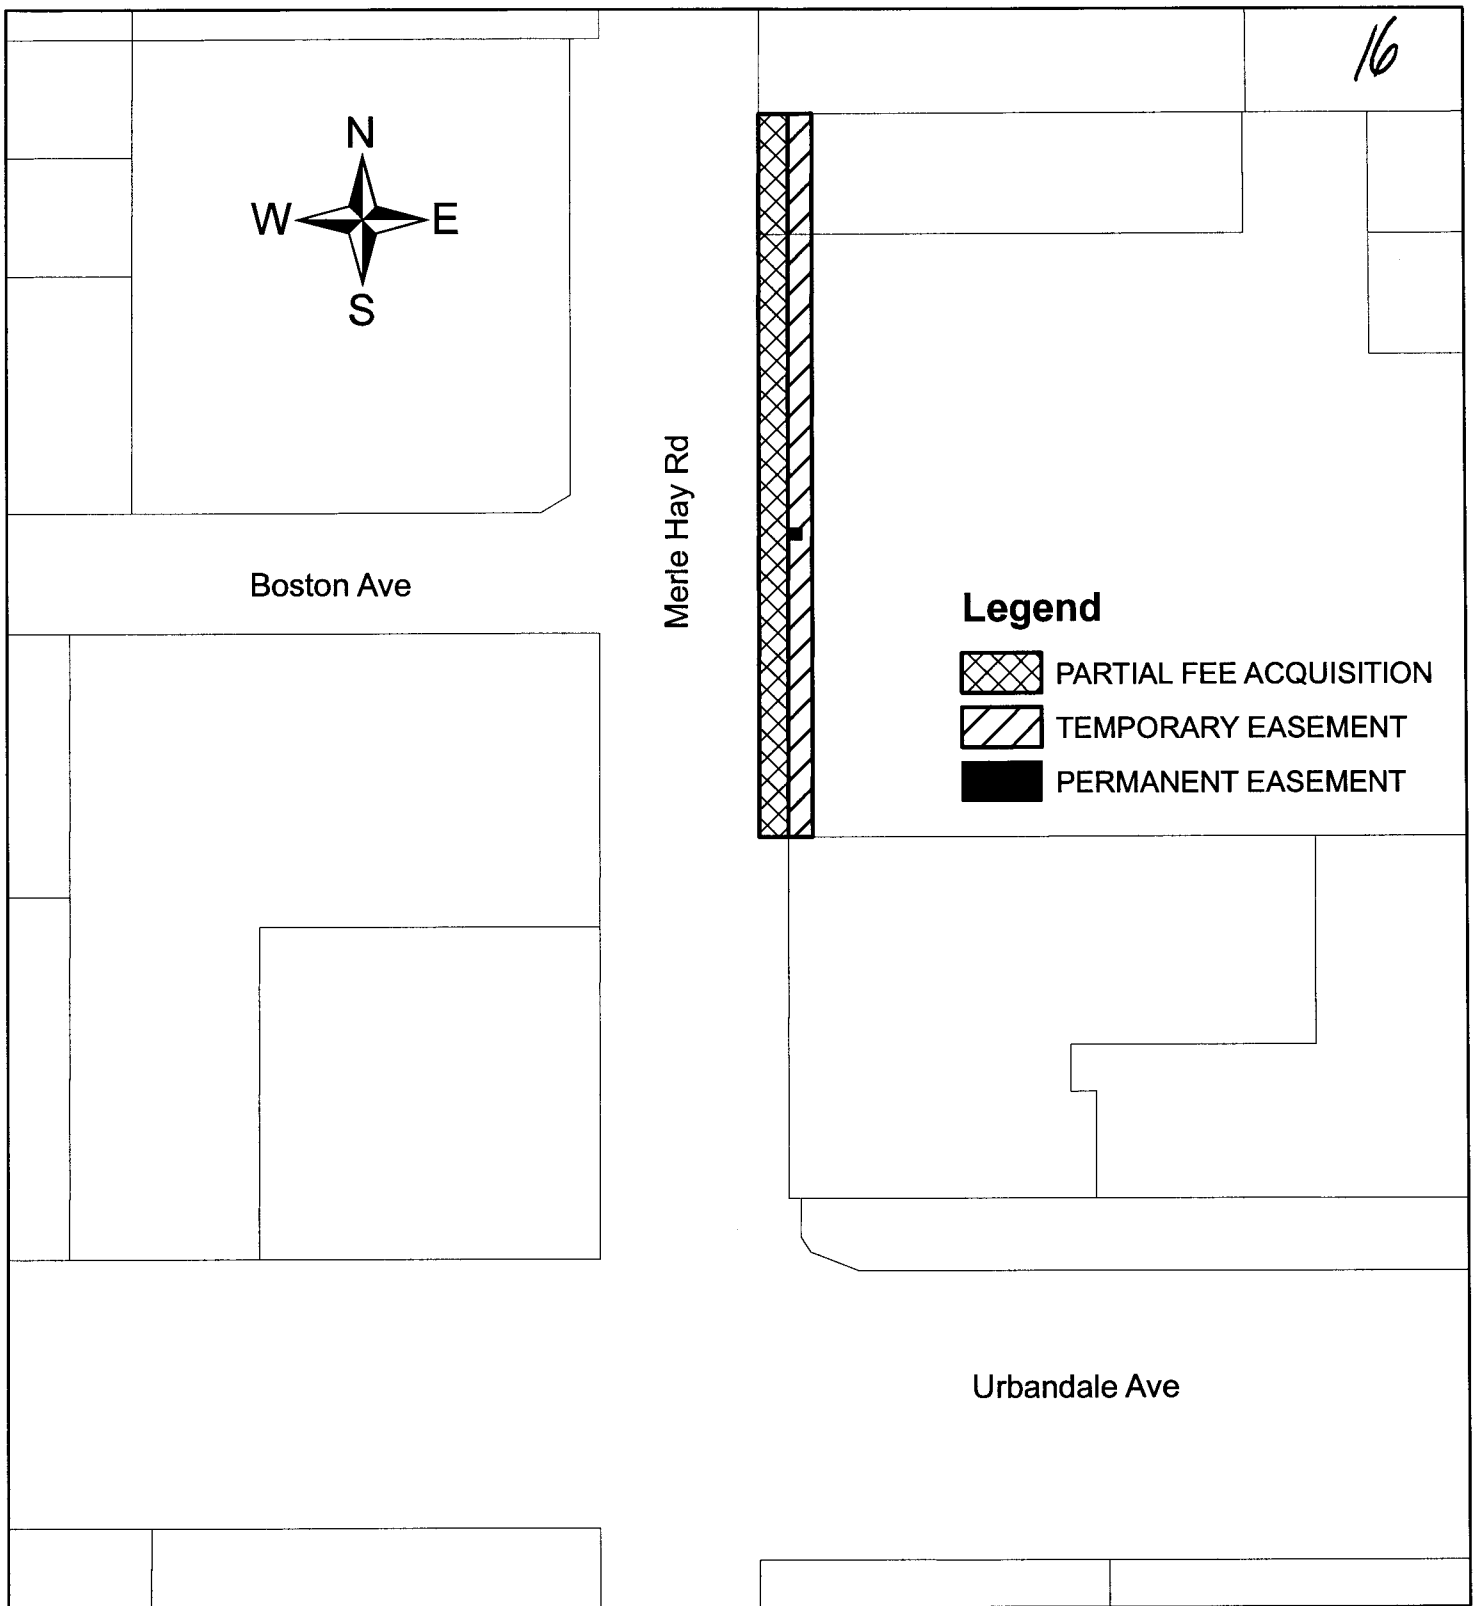 16
N
W E
S
Merle Hay Rd
Boston Ave
Legend
PARTIAL FEE ACQUISITION
TEMPORARY EASEMENT
PERMANENT EASEMENT
Urbandale Ave